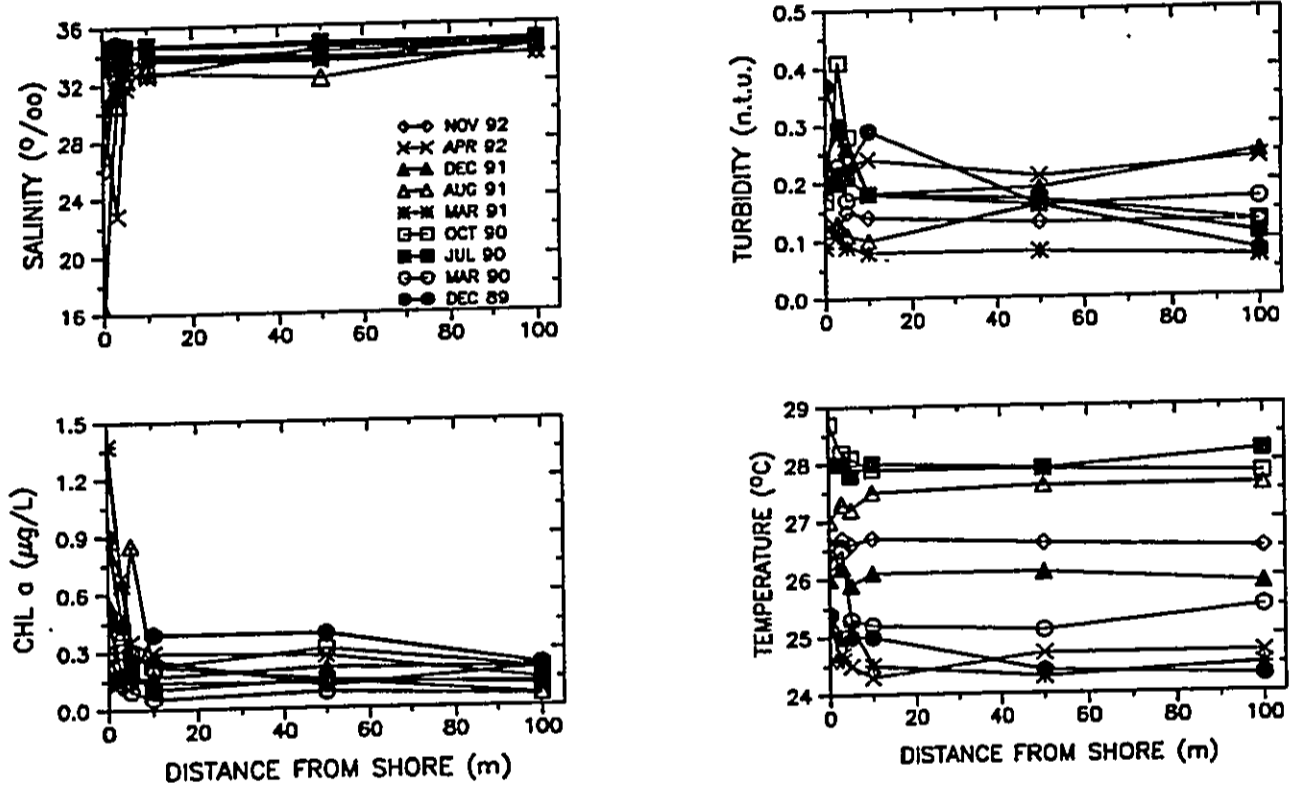 SALINITY (O/OO)
36
32
28
24
20
16
0 20 40 60 80 100
NOV 92
APR 92
DEC 91
AUG 91
MAR 91
OCT 90
JUL 90
MAR 90
DEC 89
TURBIDITY (n.t.u.)
0.5
0.4
0.3
0.2
0.1
0.0
0 20 40 60 80 100
CHL a (µg/L)
1.5
1.2
0.9
0.6
0.3
0.0
0 20 40 60 80 100
DISTANCE FROM SHORE (m)
TEMPERATURE (OC)
29
28
27
26
25
24
0 20 40 60 80 100
DISTANCE FROM SHORE (m)